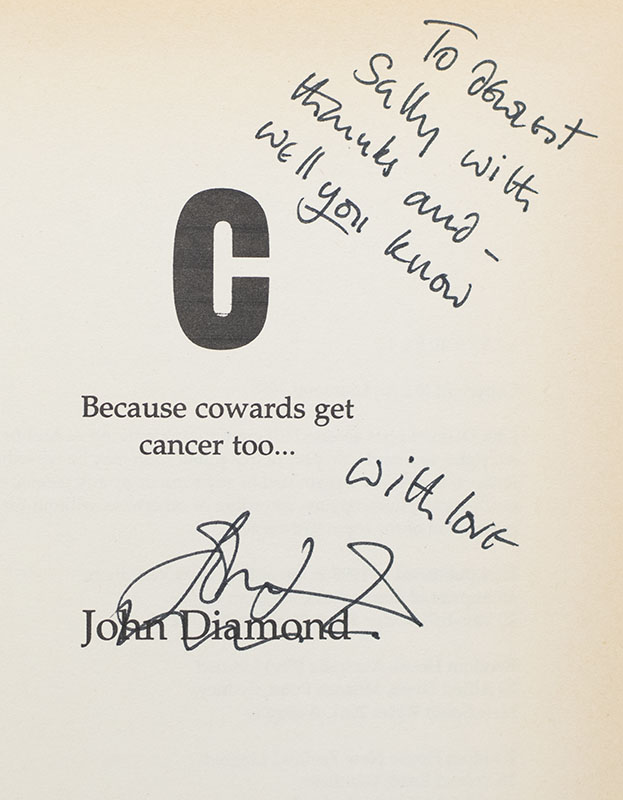 To dearest
Sally with
thanks and -
well you know
C
Because cowards get
cancer too...
with love
John Diamond